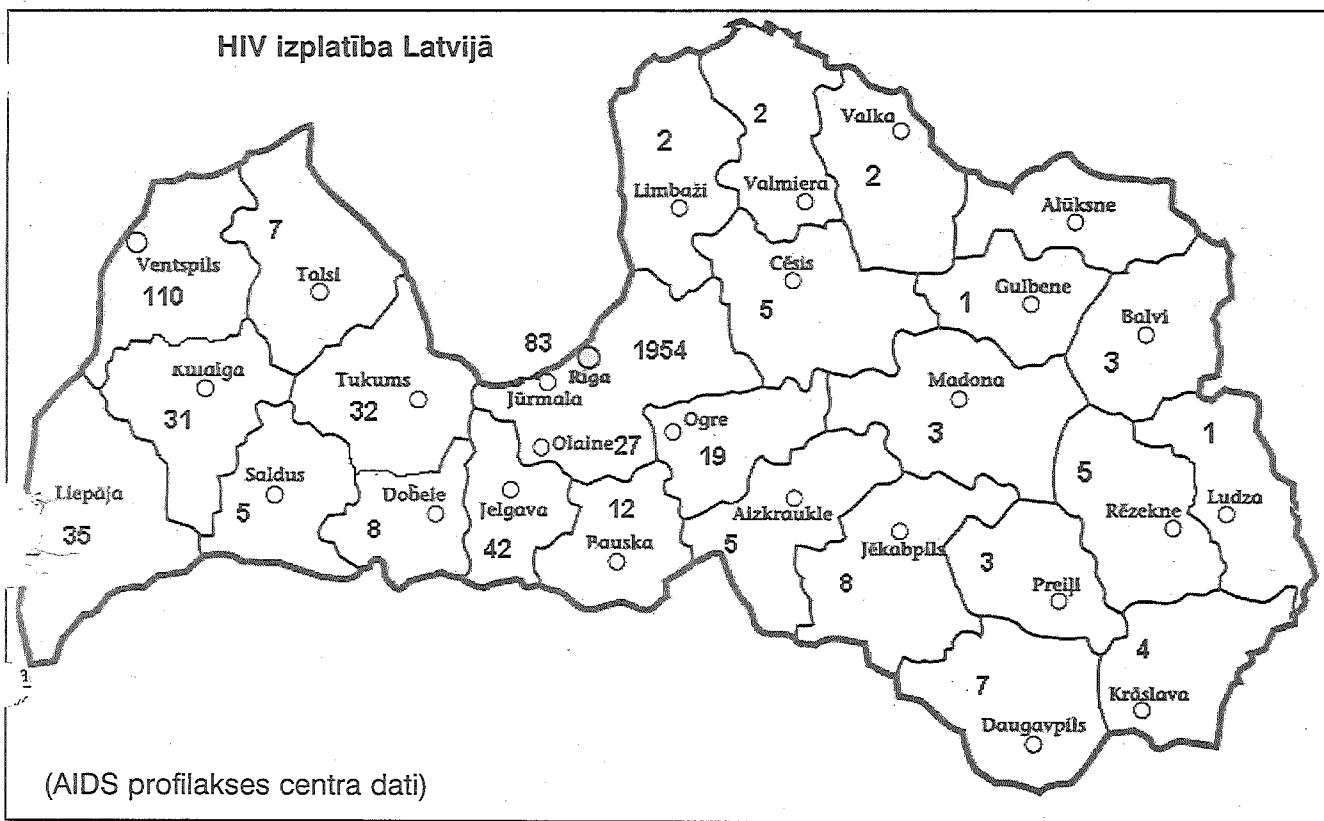 HIV izplatība Latvijā
2
2
Valka
2
Limbaži
Valmiera
Alūksne
7
Ventspils
110
Talsi
Cēsis
5
1
Gulbene
Balvi
3
83
Rīga
1954
Jūrmala
31
Tukums
32
Madona
3
Ogre
19
Olaine 27
1
5
Saldus
5
Liepāja
35
Dobele
8
Jelgava
42
12
Bauska
Aizkraukle
5
Rēzekne
Ludza
Jēkabpils
8
3
Preiļi
4
Krāslava
7
Daugavpils
(AIDS profilakses centra dati)